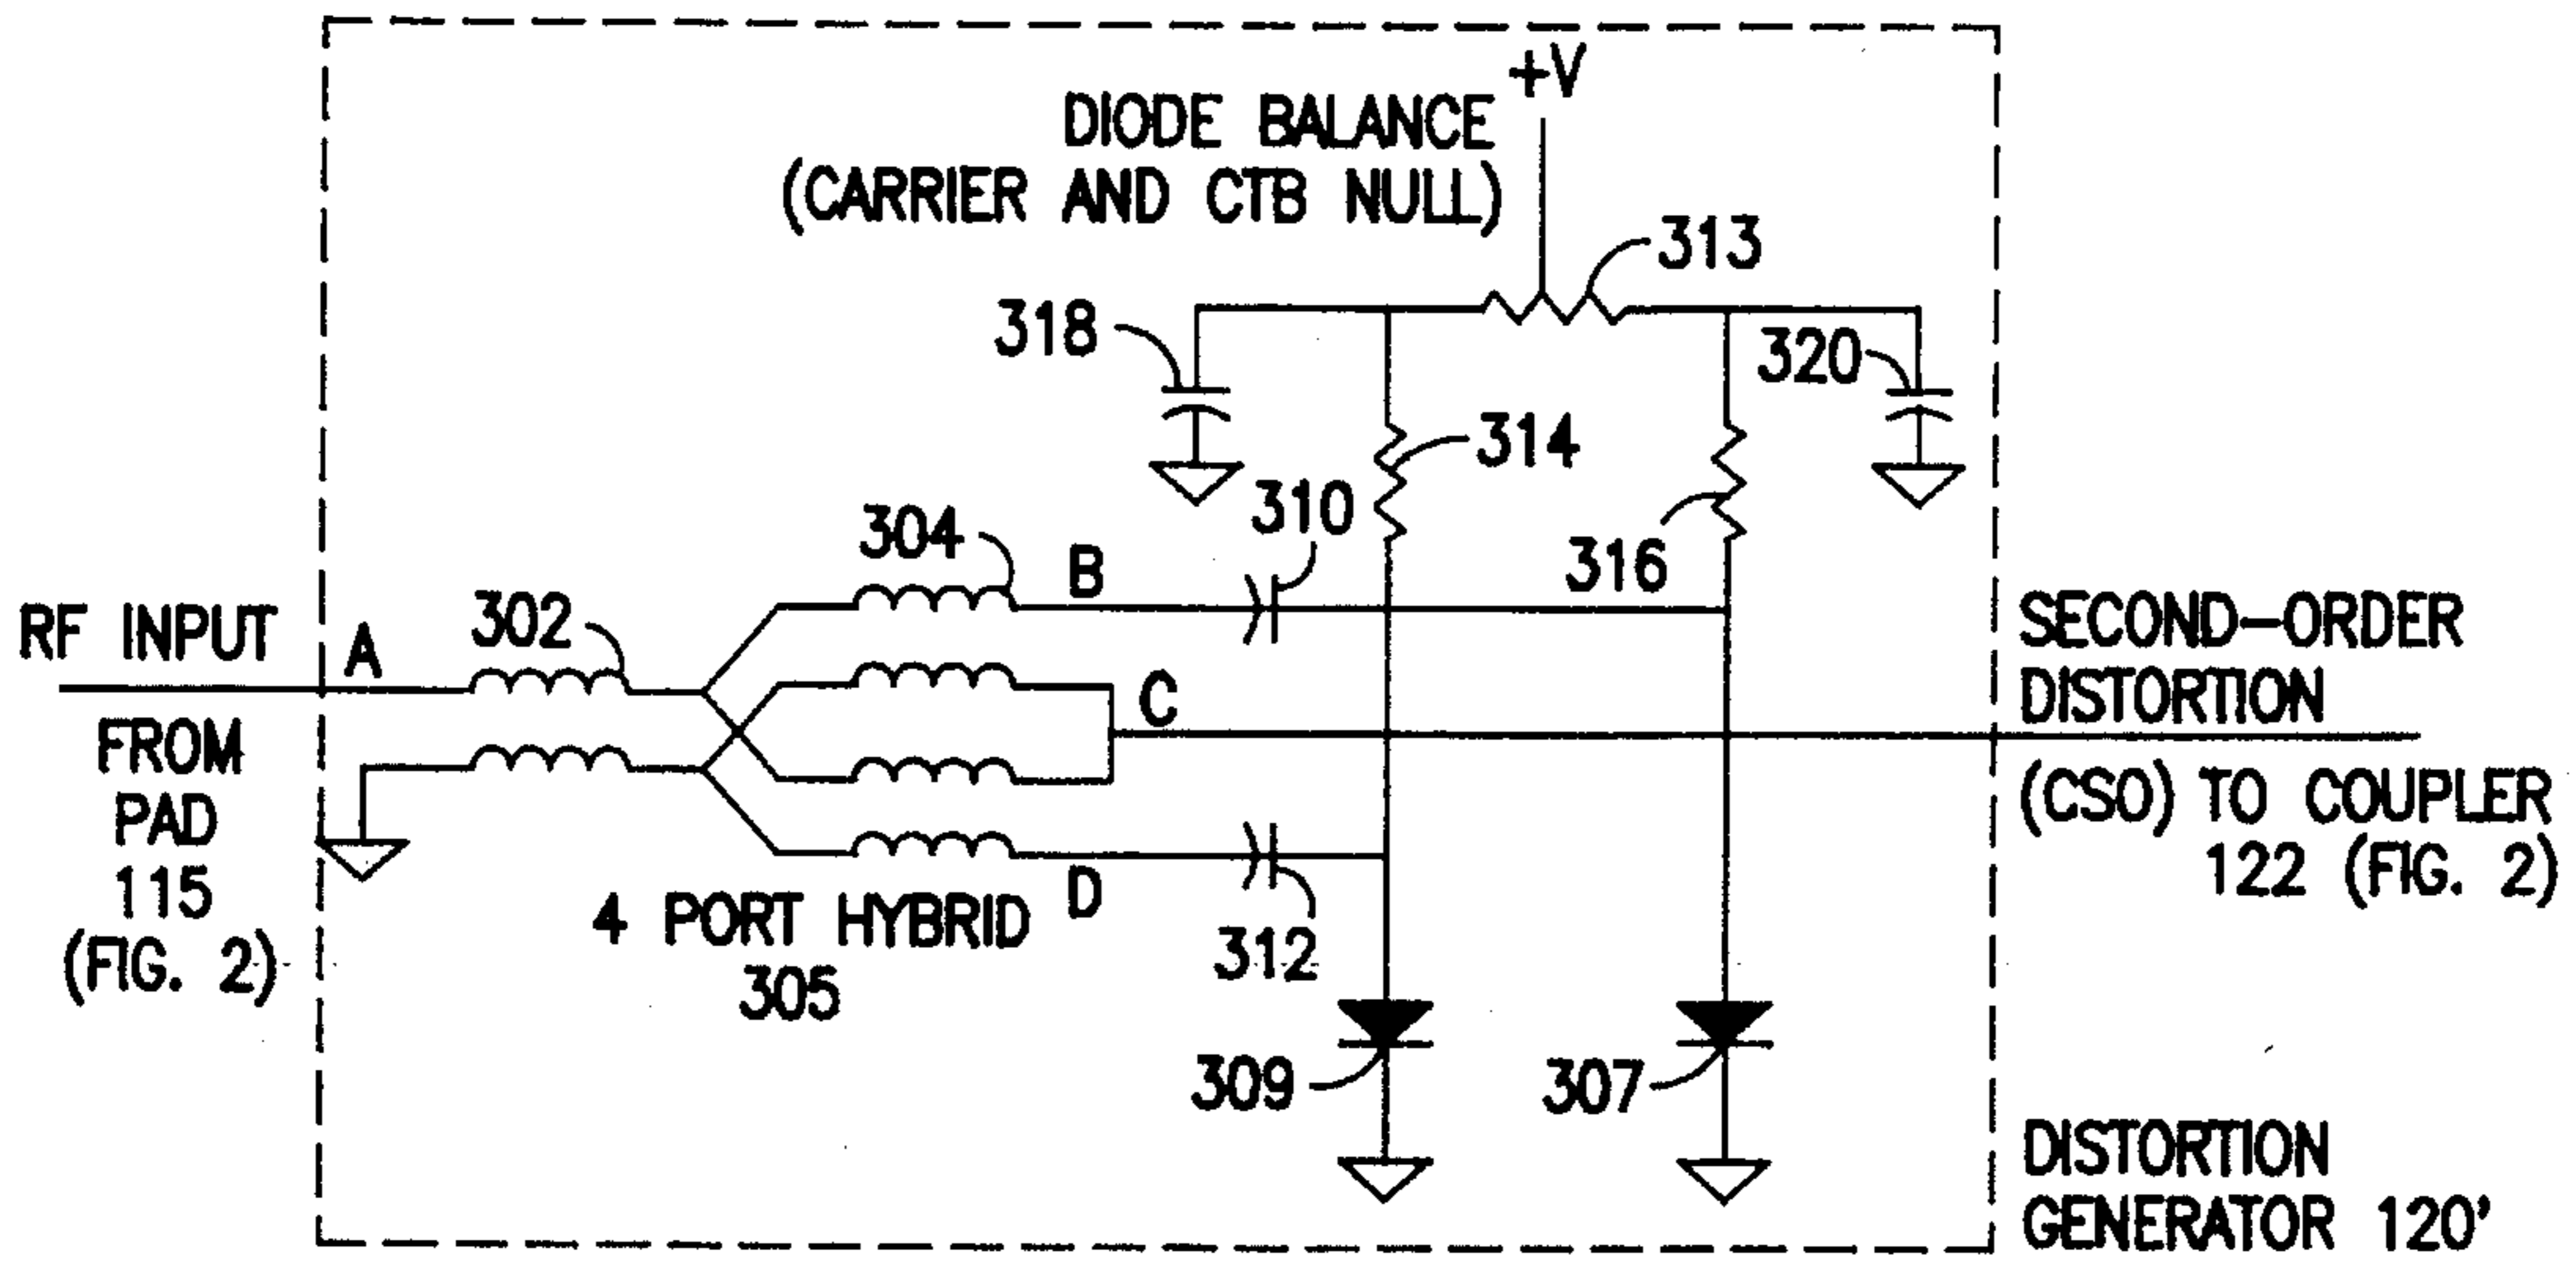 +V
DIODE BALANCE
(CARRIER AND CTB NULL)
313
318
320
314
310
304
316
B
302
RF INPUT
A
FROM
PAD
115
(FIG. 2)
C
D
4 PORT HYBRID
305
312
309
307
SECOND-ORDER
DISTORTION
(CSO) TO COUPLER
122 (FIG. 2)
DISTORTION
GENERATOR 120'